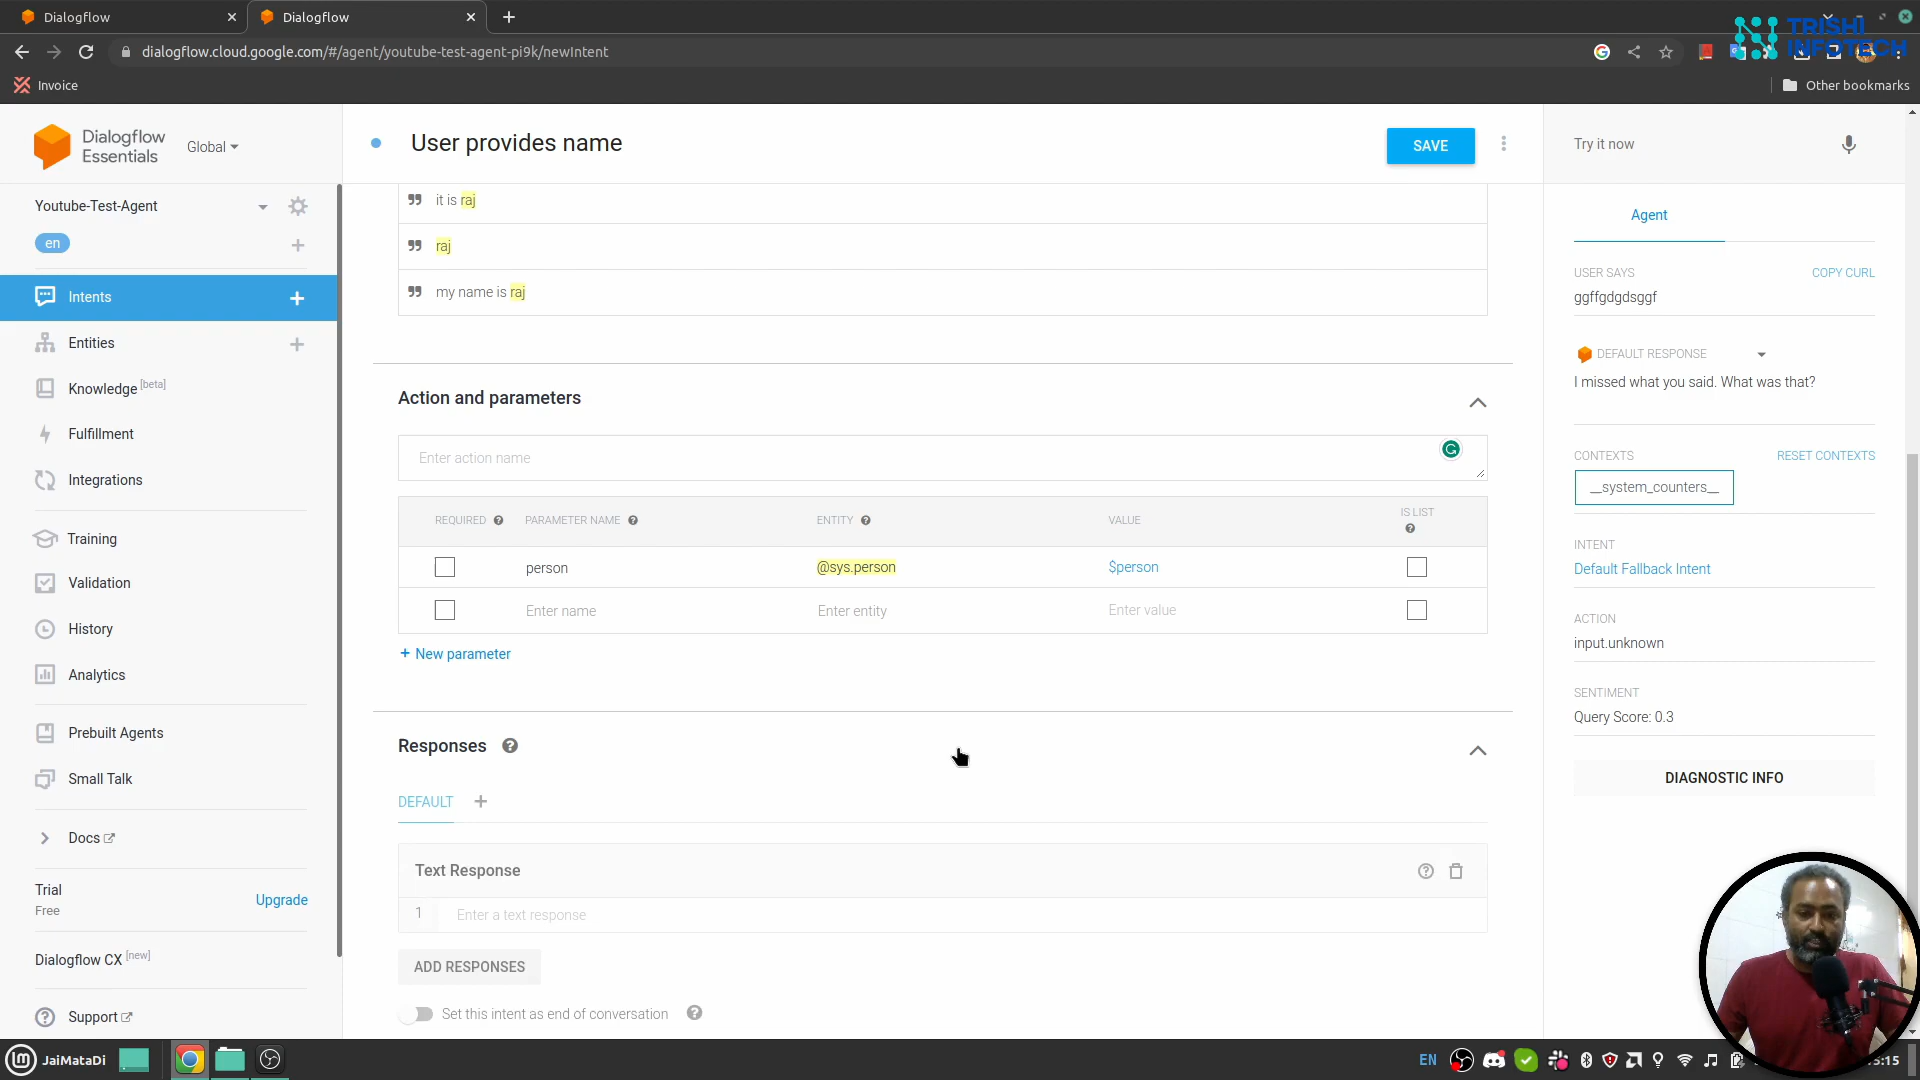 Dialogflow
Dialogflow
dialogflow.cloud.google.com/#/agent/youtube-test-agent-pi9k/newIntent
TRISHI
INFOTECH
Invoice
Other bookmarks
Dialogflow
Essentials
Global
User provides name
SAVE
Try it now
Youtube-Test-Agent
en
Intents
Entities
Knowledge [beta]
Fulfillment
Integrations
Training
Validation
History
Analytics
Prebuilt Agents
Small Talk
Docs
Trial
Free
Upgrade
Dialogflow CX [new]
Support
it is raj
raj
my name is raj
Action and parameters
Enter action name
REQUIRED PARAMETER NAME ENTITY VALUE IS LIST
person @sys.person $person
Enter name Enter entity Enter value
+ New parameter
Responses
DEFAULT
Text Response
1 Enter a text response
ADD RESPONSES
Set this intent as end of conversation
Agent
USER SAYS COPY CURL
ggffgdgdsggf
DEFAULT RESPONSE
I missed what you said. What was that?
CONTEXTS RESET CONTEXTS
__system_counters__
INTENT
Default Fallback Intent
ACTION
input.unknown
SENTIMENT
Query Score: 0.3
DIAGNOSTIC INFO
JaiMataDi
EN